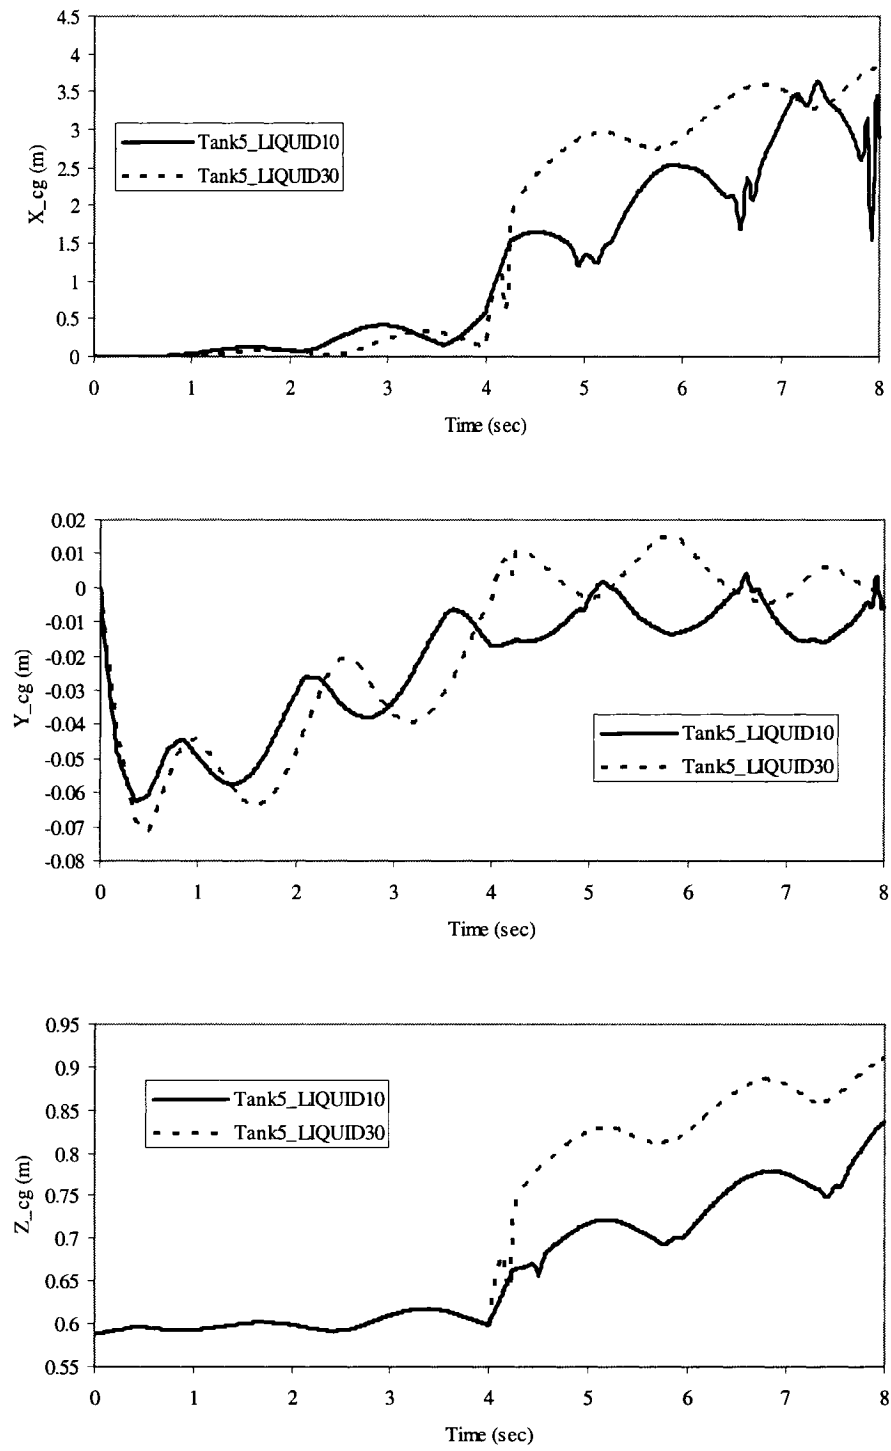 4.5
4
3.5
3
2.5
2
1.5
1
0.5
0
X_cg (m)
Tank5_LIQUID10
Tank5_LIQUID30
0 1 2 3 4 5 6 7 8
Time (sec)
0.02
0.01
0
-0.01
-0.02
-0.03
-0.04
-0.05
-0.06
-0.07
-0.08
Y_cg (m)
Tank5_LIQUID10
Tank5_LIQUID30
0 1 2 3 4 5 6 7 8
Time (sec)
0.95
0.9
0.85
0.8
0.75
0.7
0.65
0.6
0.55
Z_cg (m)
Tank5_LIQUID10
Tank5_LIQUID30
0 1 2 3 4 5 6 7 8
Time (sec)